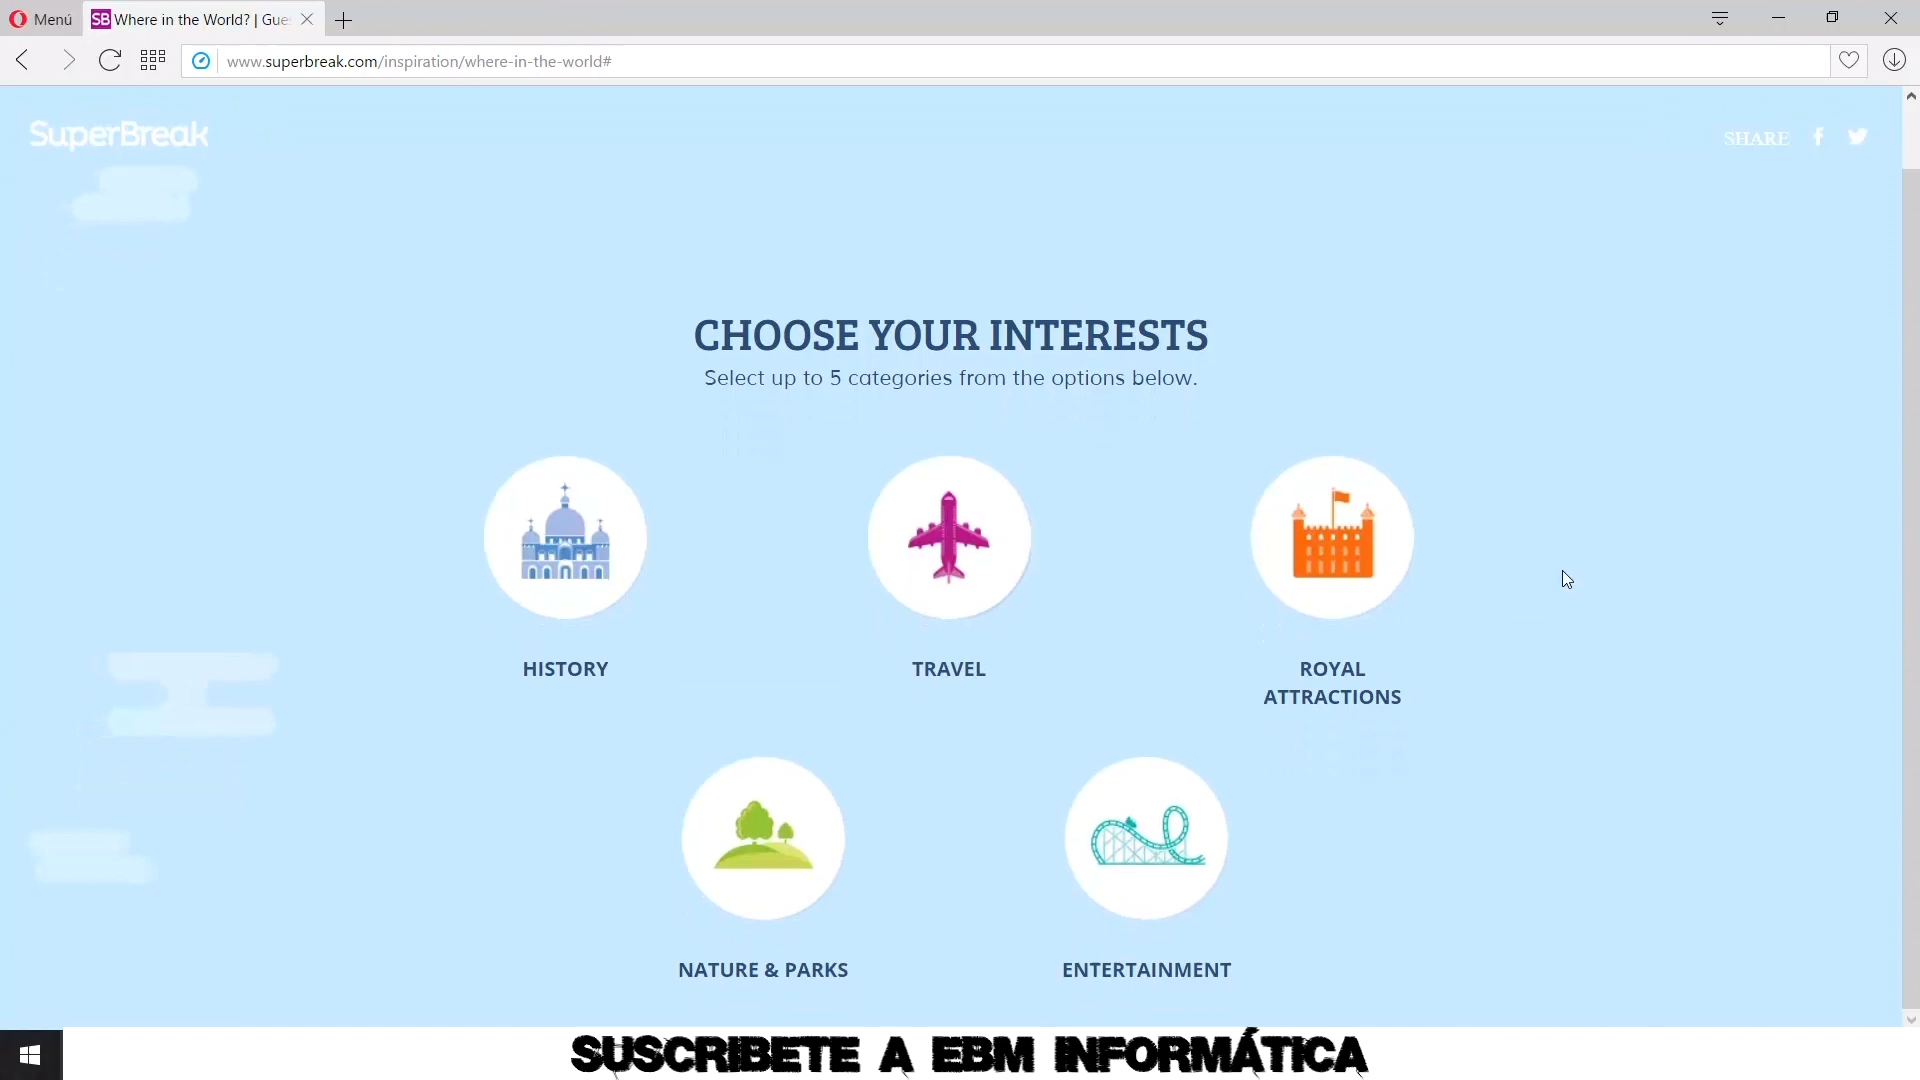 Menú
SB Where in the World? | Gue
www.superbreak.com/inspiration/where-in-the-world#
SuperBreak
SHARE
CHOOSE YOUR INTERESTS
Select up to 5 categories from the options below.
HISTORY
TRAVEL
ROYAL
ATTRACTIONS
NATURE & PARKS
ENTERTAINMENT
SUSCRIBETE A EBM INFORMÁTICA